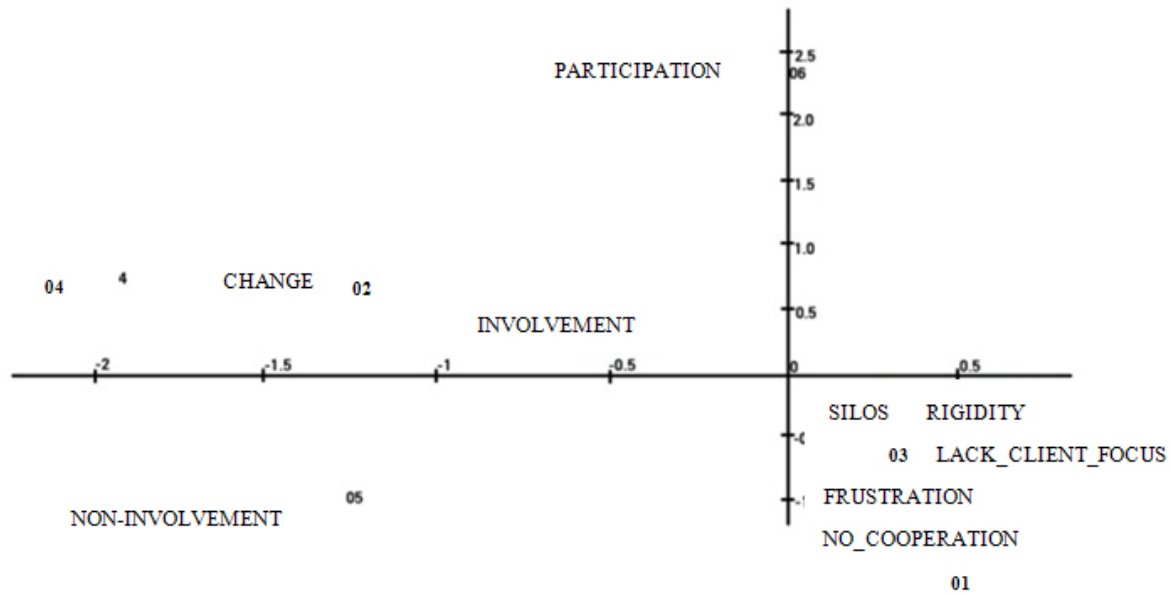 2.5
PARTICIPATION 06
2.0
1.5
1.0
04 4 CHANGE 02
0.5
INVOLVEMENT
-2 -1.5 -1 -0.5 0 0.5
SILOS RIGIDITY
03 LACK_CLIENT_FOCUS
05 -1 FRUSTRATION
NON-INVOLVEMENT
NO_COOPERATION
01